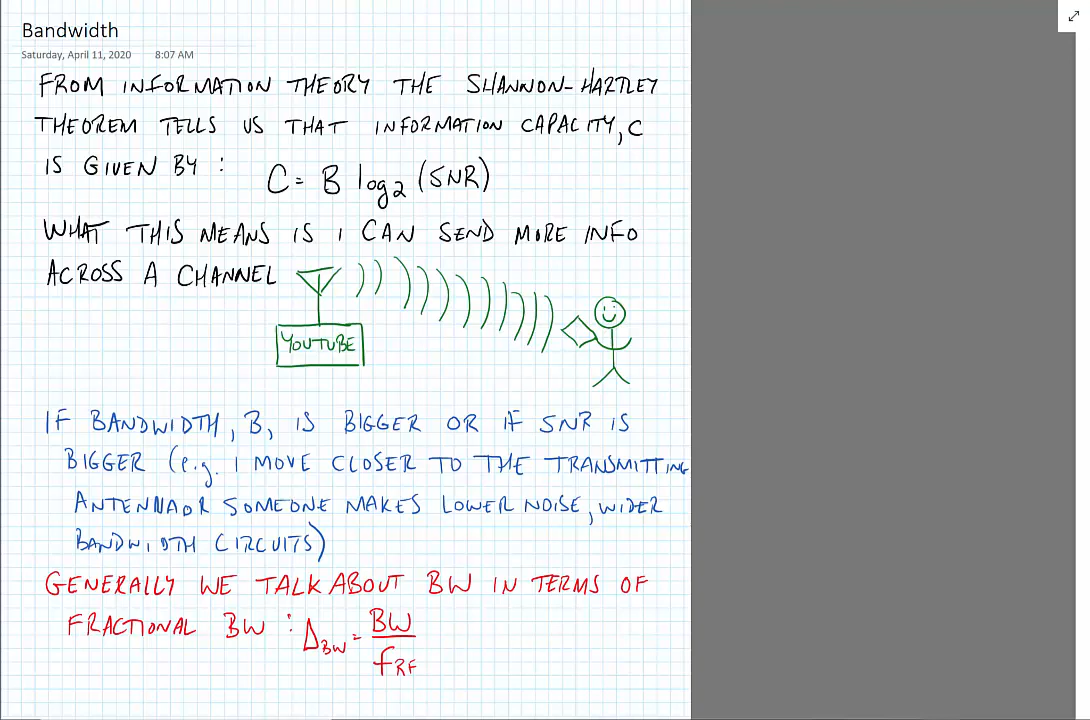 Bandwidth
Saturday, April 11, 2020 8:07 AM
FROM INFORMATION THEORY THE SHANNON-HARTLEY
THEOREM TELLS US THAT INFORMATION CAPACITY, C
IS GIVEN BY :
C = B log2 (SNR)
WHAT THIS MEANS IS I CAN SEND MORE INFO
ACROSS A CHANNEL
YOUTUBE
IF BANDWIDTH, B, IS BIGGER OR IF SNR IS
BIGGER (e.g. I MOVE CLOSER TO THE TRANSMITTING
ANTENNA OR SOMEONE MAKES LOWER NOISE, WIDER
BANDWIDTH CIRCUITS)
GENERALLY WE TALK ABOUT BW IN TERMS OF
FRACTIONAL BW : ΔBW = BW / fRF